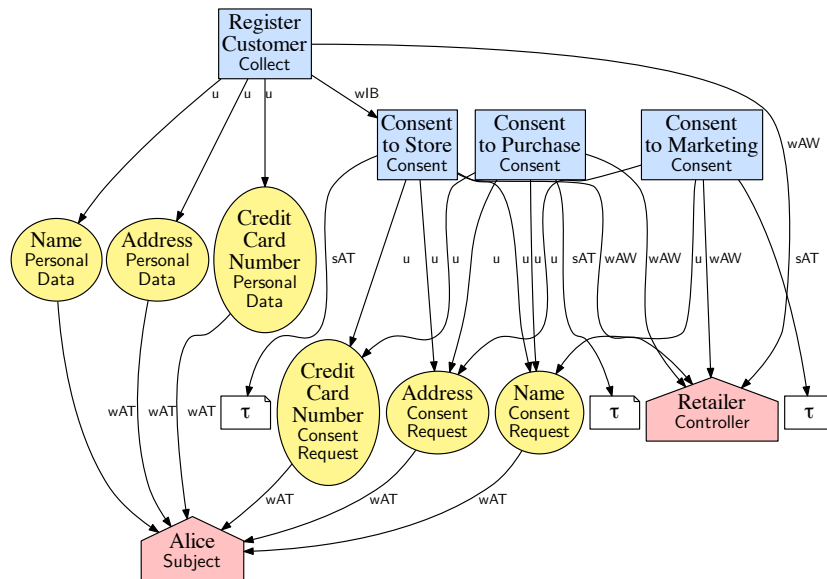 Register
Customer
Collect
u
u
u
wIB
Consent
to Store
Consent
Consent
to Purchase
Consent
Consent
to Marketing
Consent
wAW
Name
Personal
Data
Address
Personal
Data
Credit
Card
Number
Personal
Data
sAT
u
u
u
u
u
u
u
sAT
wAW
wAW
u
wAW
sAT
Credit
Card
Number
Consent
Request
Address
Consent
Request
Name
Consent
Request
τ
τ
Retailer
Controller
τ
wAT
wAT
wAT
wAT
wAT
wAT
Alice
Subject